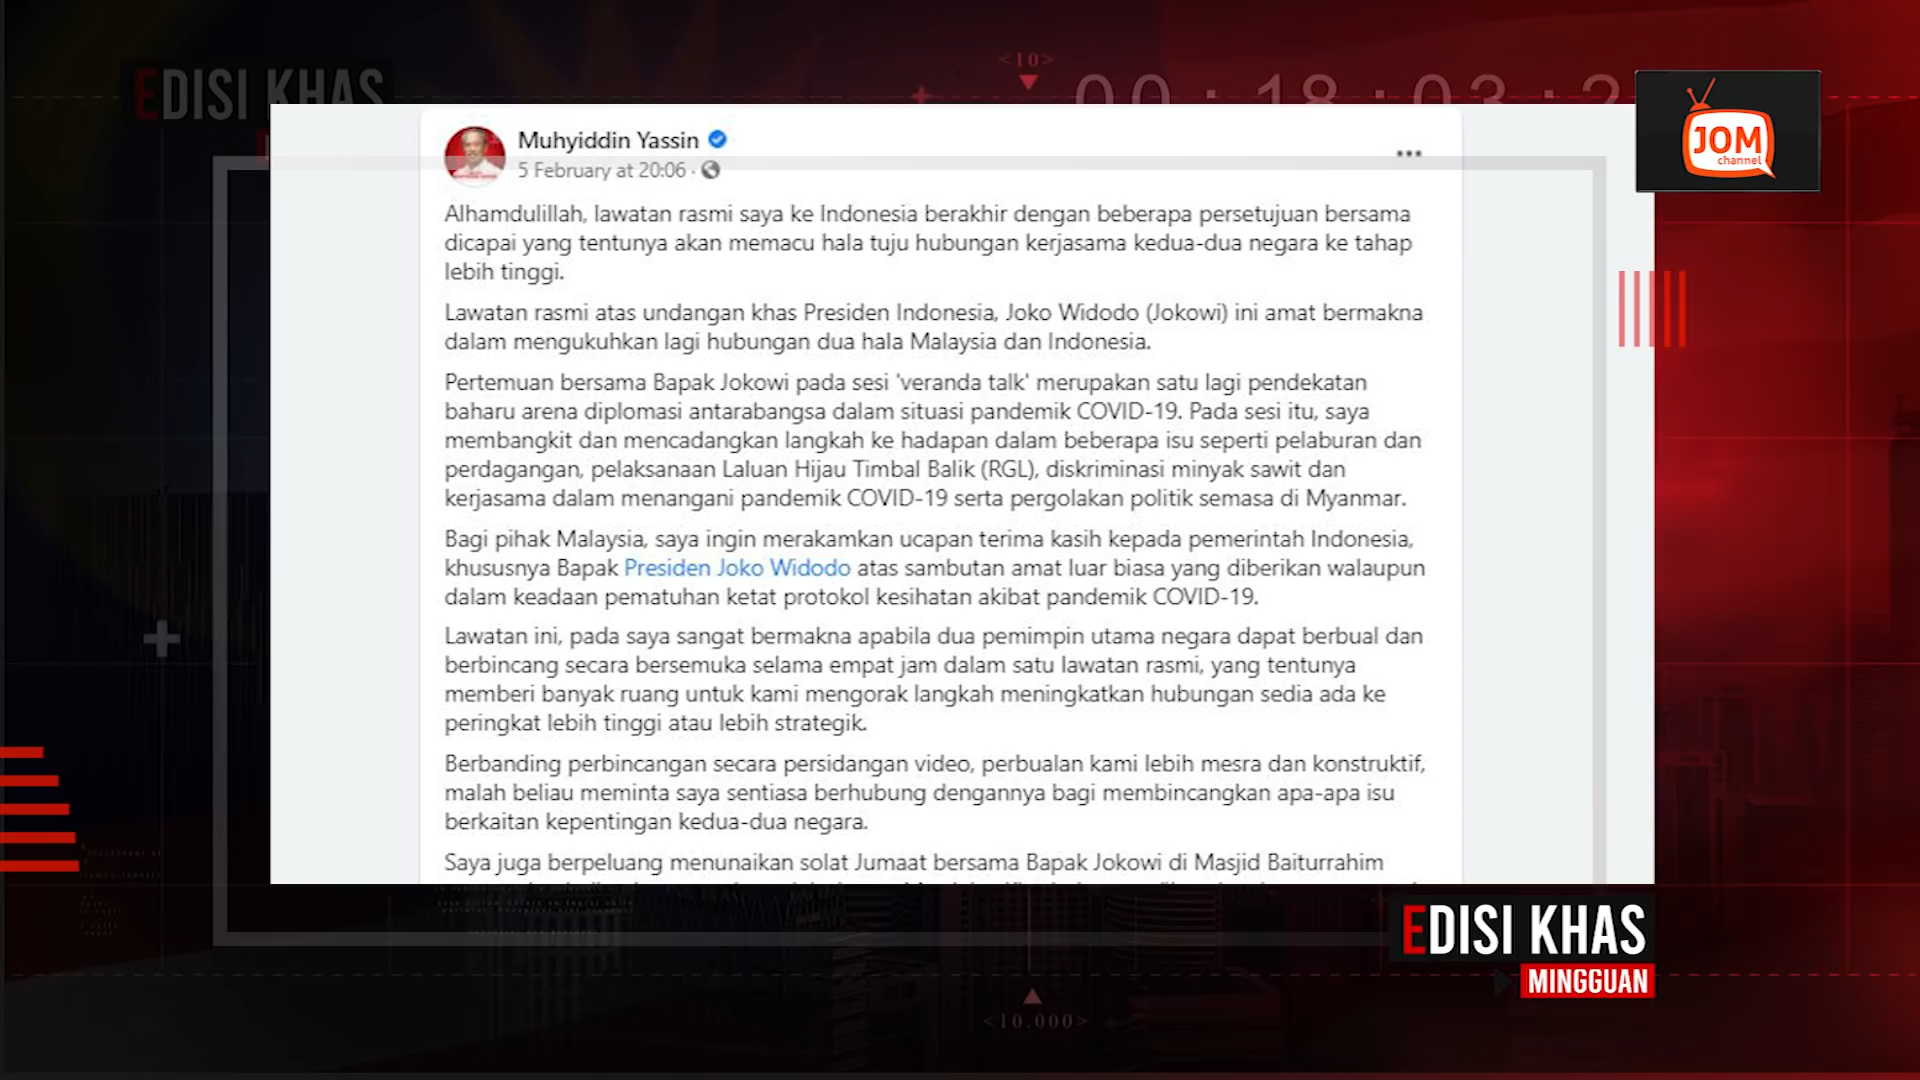 EDISI KHAS
<10>
00:18:03:2
JOM
channel
Muhyiddin Yassin
5 February at 20:06 ·
Alhamdulillah, lawatan rasmi saya ke Indonesia berakhir dengan beberapa persetujuan bersama
dicapai yang tentunya akan memacu hala tuju hubungan kerjasama kedua-dua negara ke tahap
lebih tinggi.
Lawatan rasmi atas undangan khas Presiden Indonesia, Joko Widodo (Jokowi) ini amat bermakna
dalam mengukuhkan lagi hubungan dua hala Malaysia dan Indonesia.
Pertemuan bersama Bapak Jokowi pada sesi 'veranda talk' merupakan satu lagi pendekatan
baharu arena diplomasi antarabangsa dalam situasi pandemik COVID-19. Pada sesi itu, saya
membangkit dan mencadangkan langkah ke hadapan dalam beberapa isu seperti pelaburan dan
perdagangan, pelaksanaan Laluan Hijau Timbal Balik (RGL), diskriminasi minyak sawit dan
kerjasama dalam menangani pandemik COVID-19 serta pergolakan politik semasa di Myanmar.
Bagi pihak Malaysia, saya ingin merakamkan ucapan terima kasih kepada pemerintah Indonesia,
khususnya Bapak Presiden Joko Widodo atas sambutan amat luar biasa yang diberikan walaupun
dalam keadaan pematuhan ketat protokol kesihatan akibat pandemik COVID-19.
Lawatan ini, pada saya sangat bermakna apabila dua pemimpin utama negara dapat berbual dan
berbincang secara bersemuka selama empat jam dalam satu lawatan rasmi, yang tentunya
memberi banyak ruang untuk kami mengorak langkah meningkatkan hubungan sedia ada ke
peringkat lebih tinggi atau lebih strategik.
Berbanding perbincangan secara persidangan video, perbualan kami lebih mesra dan konstruktif,
malah beliau meminta saya sentiasa berhubung dengannya bagi membincangkan apa-apa isu
berkaitan kepentingan kedua-dua negara.
Saya juga berpeluang menunaikan solat Jumaat bersama Bapak Jokowi di Masjid Baiturrahim
EDISI KHAS
MINGGUAN
<10.000>